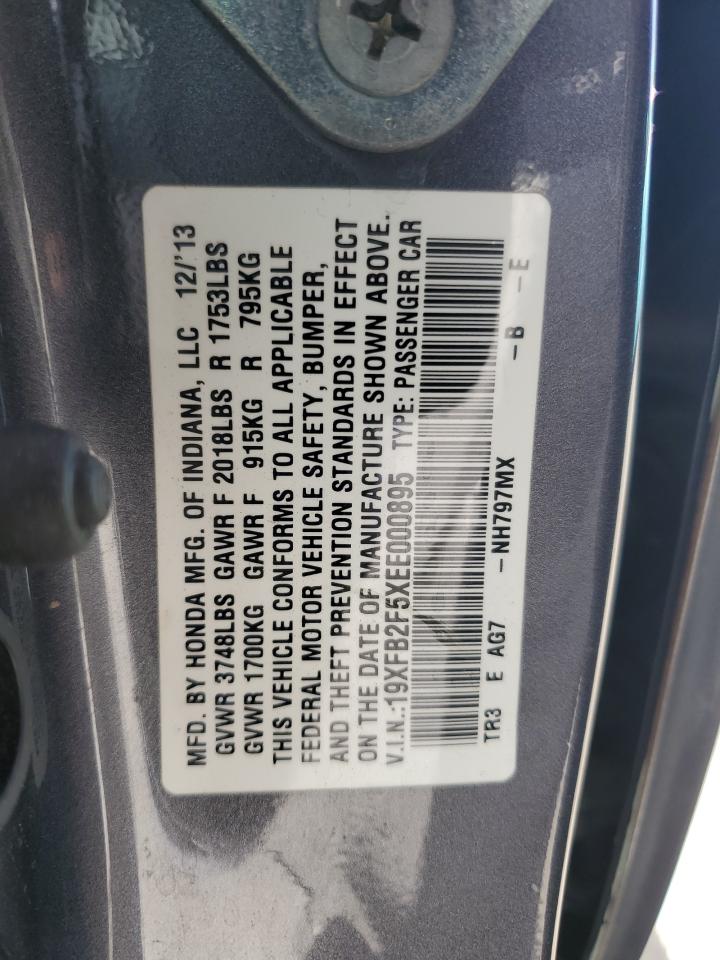 MFD. BY HONDA MFG. OF INDIANA, LLC 12/'13
GVWR 3748LBS GAWR F 2018LBS R 1753LBS
GVWR 1700KG GAWR F 915KG R 795KG
THIS VEHICLE CONFORMS TO ALL APPLICABLE
FEDERAL MOTOR VEHICLE SAFETY, BUMPER,
AND THEFT PREVENTION STANDARDS IN EFFECT
ON THE DATE OF MANUFACTURE SHOWN ABOVE.
V.I.N.:19XFB2F5XEE000895 TYPE: PASSENGER CAR
TR3 E AG7 -NH797MX -B -E